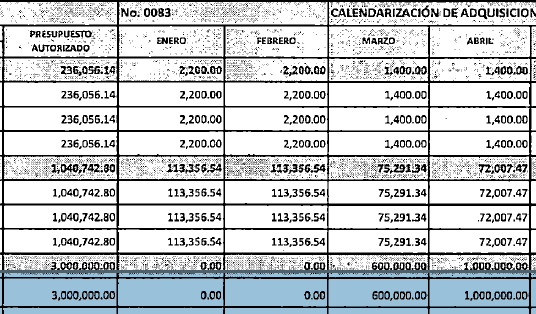 No. 0083 CALENDARIZACIÓN DE ADQUISICION
PRESUPUESTO AUTORIZADO ENERO FEBRERO MARZO ABRIL
236,056.14 2,200.00 2,200.00 1,400.00 1,400.00
236,056.14 2,200.00 2,200.00 1,400.00 1,400.00
236,056.14 2,200.00 2,200.00 1,400.00 1,400.00
236,056.14 2,200.00 2,200.00 1,400.00 1,400.00
1,040,742.80 113,356.54 113,356.54 75,291.34 72,007.47
1,040,742.80 113,356.54 113,356.54 75,291.34 72,007.47
1,040,742.80 113,356.54 113,356.54 75,291.34 72,007.47
1,040,742.80 113,356.54 113,356.54 75,291.34 72,007.47
3,000,000.00 0.00 0.00 600,000.00 1,000,000.00
3,000,000.00 0.00 0.00 600,000.00 1,000,000.00